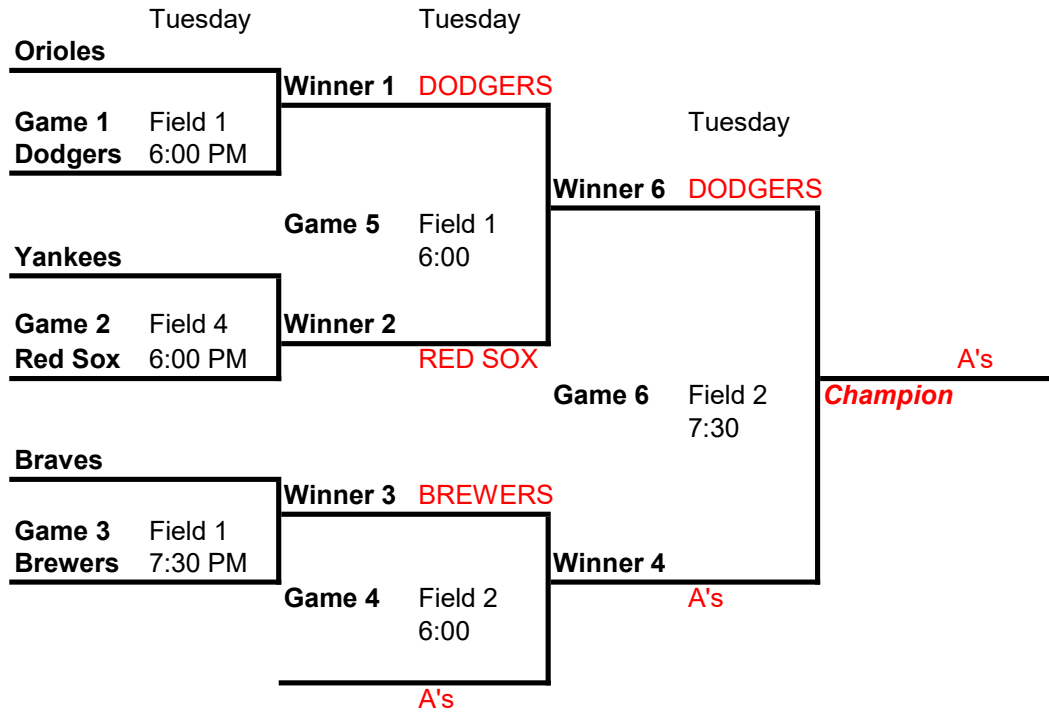 Tuesday Tuesday
Orioles
Winner 1 DODGERS
Game 1 Field 1 Tuesday
Dodgers 6:00 PM
Winner 6 DODGERS
Game 5 Field 1
Yankees 6:00
Game 2 Field 4 Winner 2
Red Sox 6:00 PM RED SOX A's
Game 6 Field 2 Champion
7:30
Braves
Winner 3 BREWERS
Game 3 Field 1
Brewers 7:30 PM Winner 4
Game 4 Field 2 A's
6:00
A's